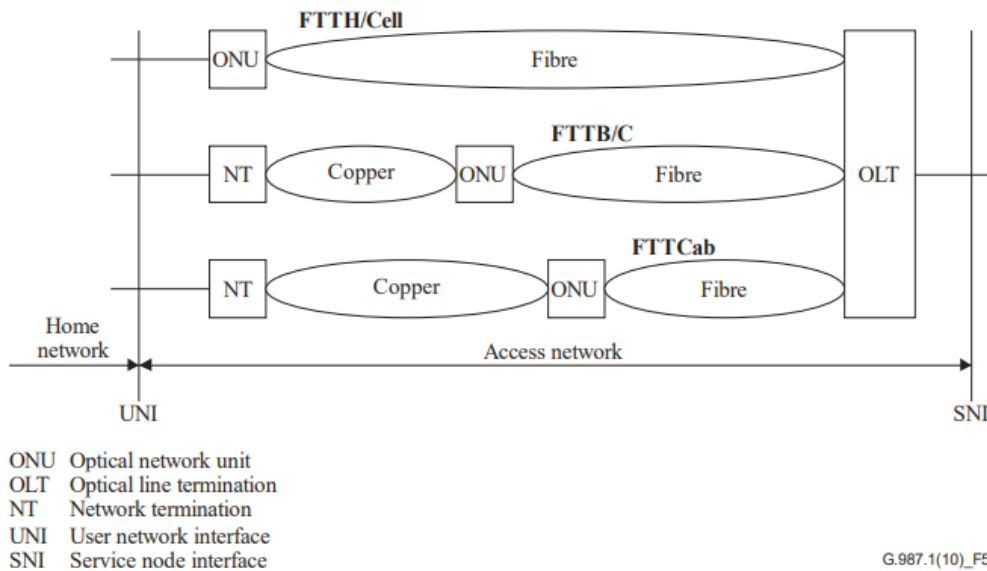 FTTH/Cell
ONU Fibre
FTTB/C
NT Copper ONU Fibre OLT
FTTCab
NT Copper ONU Fibre
Home
network
Access network
UNI SNI
ONU Optical network unit
OLT Optical line termination
NT Network termination
UNI User network interface
SNI Service node interface
G.987.1(10)_F5